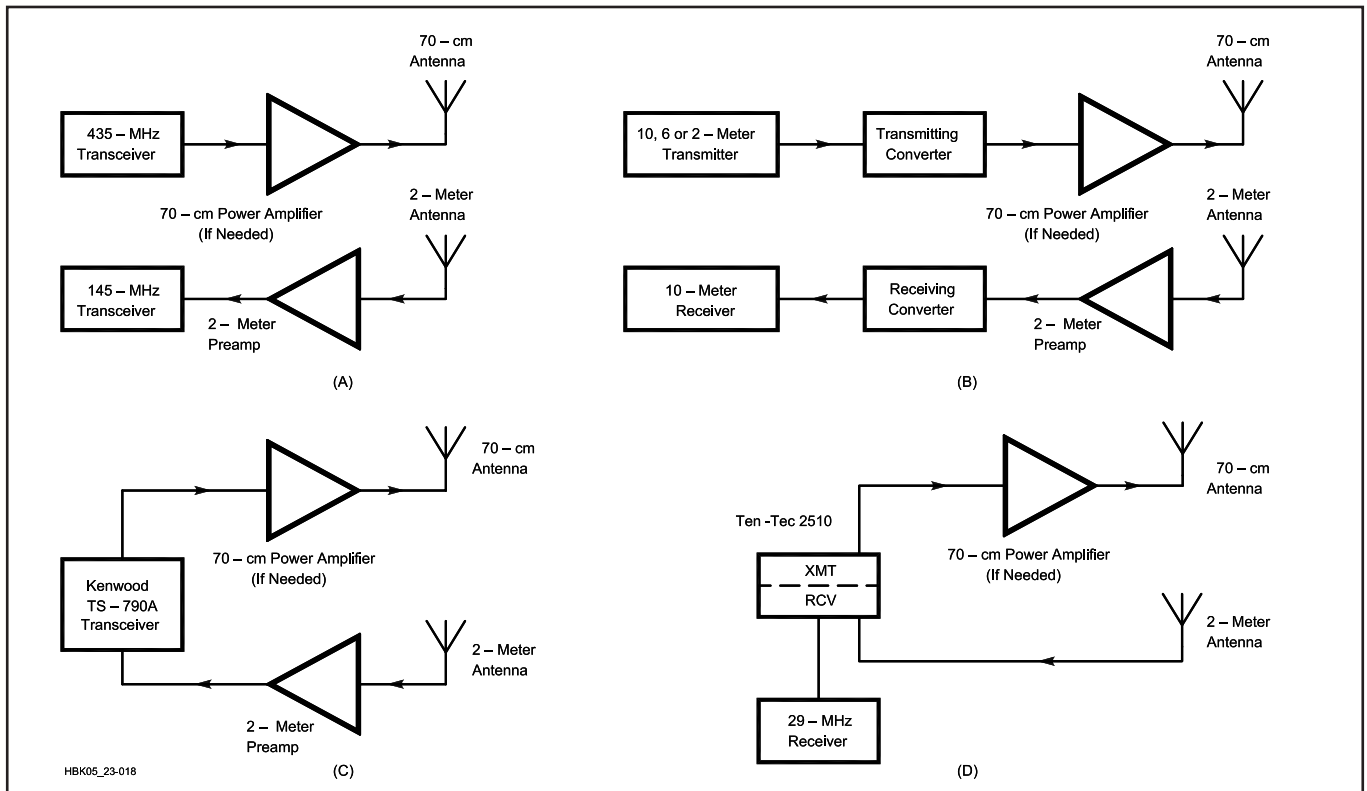 70 – cm
Antenna
435 – MHz
Transceiver
70 – cm Power Amplifier
(If Needed)
2 – Meter
Antenna
145 – MHz
Transceiver
2 – Meter
Preamp
(A)
70 – cm
Antenna
10, 6 or 2 – Meter
Transmitter
Transmitting
Converter
70 – cm Power Amplifier
(If Needed)
2 – Meter
Antenna
10 – Meter
Receiver
Receiving
Converter
2 – Meter
Preamp
(B)
70 – cm
Antenna
70 – cm Power Amplifier
(If Needed)
Kenwood
TS – 790A
Transceiver
2 – Meter
Antenna
2 – Meter
Preamp
(C)
70 – cm
Antenna
Ten -Tec 2510
70 – cm Power Amplifier
(If Needed)
XMT
RCV
2 – Meter
Antenna
29 – MHz
Receiver
(D)
HBK05_23-018